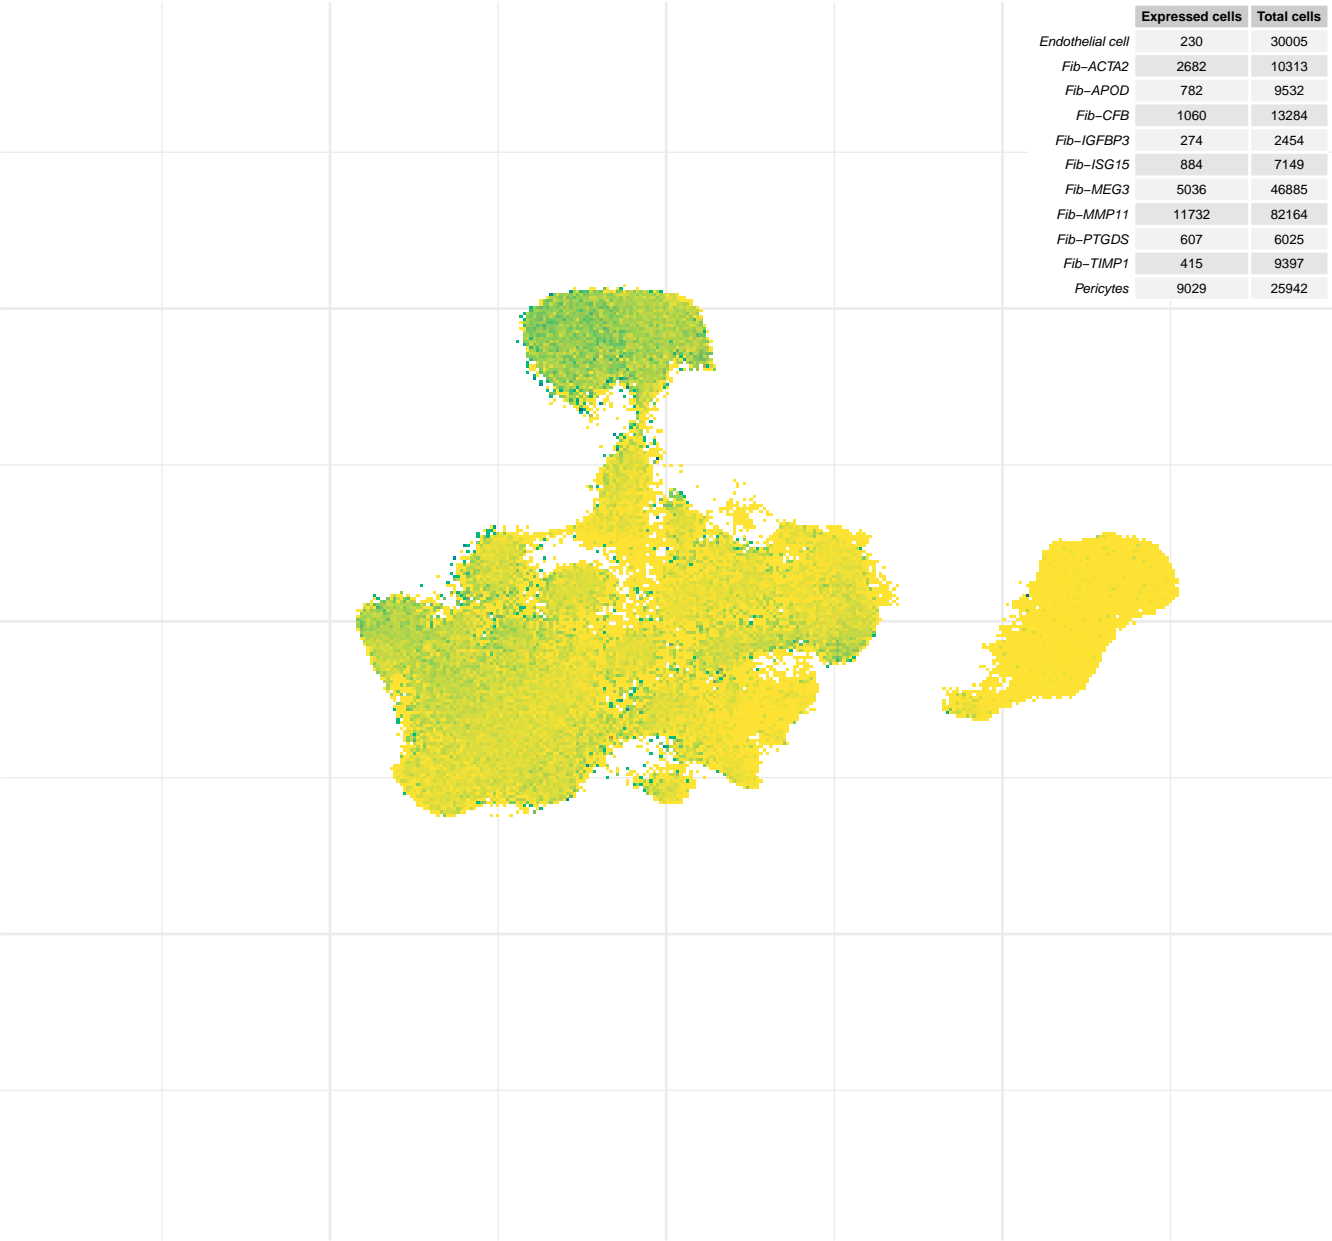 Expressed cells Total cells
Endothelial cell 230 30005
Fib−ACTA2 2682 10313
Fib−APOD 782 9532
Fib−CFB 1060 13284
Fib−IGFBP3 274 2454
Fib−ISG15 884 7149
Fib−MEG3 5036 46885
Fib−MMP11 11732 82164
Fib−PTGDS 607 6025
Fib−TIMP1 415 9397
Pericytes 9029 25942